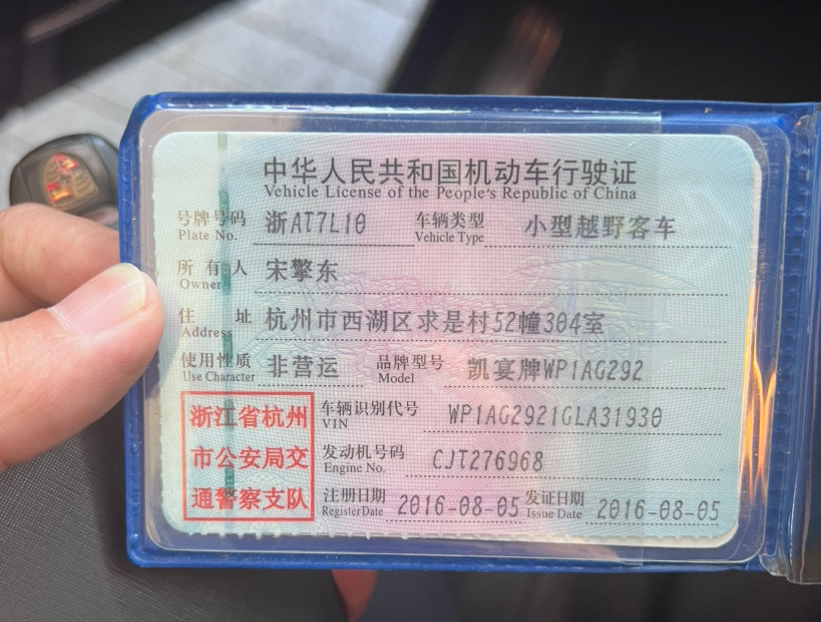 中华人民共和国机动车行驶证
Vehicle License of the People's Republic of China
号牌号码 浙AT7L10 车辆类型 小型越野客车
Plate No. Vehicle Type
所有人 宋擎东
Owner
住址 杭州市西湖区求是村52幢304室
Address
使用性质 非营运 品牌型号 凯宴牌WP1AG292
Use Character Model
浙江省杭州市公安局交通警察支队
车辆识别代号 WP1AG2921GLA31930
VIN
发动机号码 CJT276968
Engine No.
注册日期 2016-08-05 发证日期 2016-08-05
Register Date Issue Date